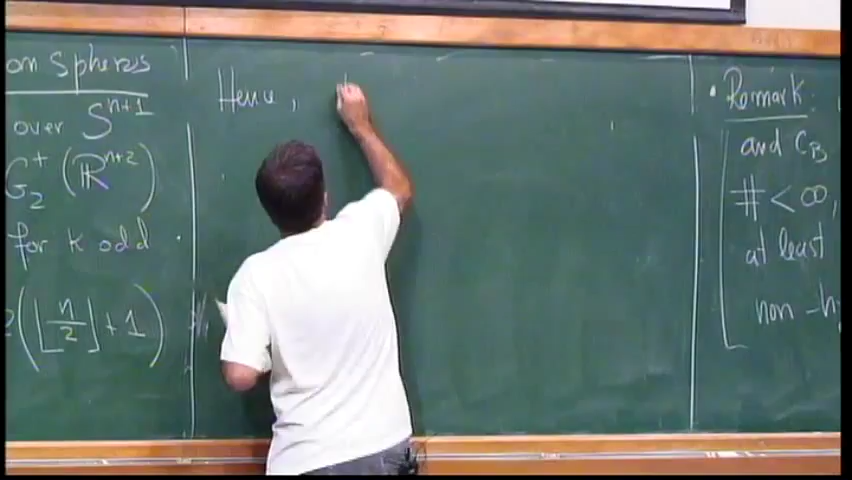 on Spheres
over S^{n+1}
G_2^+ (ℝ^{n+2})
for k odd
2(⌊n/2⌋+1)
Hence,
• Remark:
and C_B
# < ∞,
at least
non-h